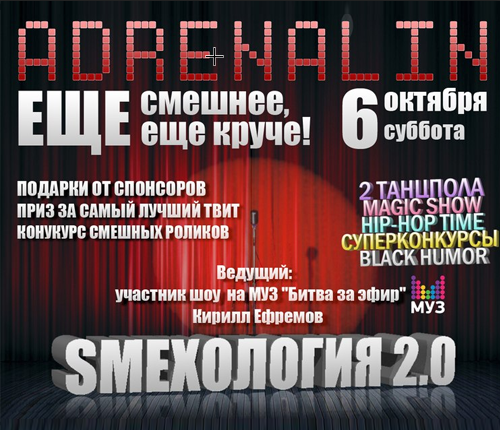 ADRENALIN
ЕЩЕ смешнее,
еще круче!
6 октября
суббота
ПОДАРКИ ОТ СПОНСОРОВ
ПРИЗ ЗА САМЫЙ ЛУЧШИЙ ТВИТ
КОНУКУРС СМЕШНЫХ РОЛИКОВ
2 ТАНЦПОЛА
MAGIC SHOW
HIP-HOP TIME
СУПЕРКОНКУРСЫ
BLACK HUMOR
Ведущий:
участник шоу на МУЗ "Битва за эфир"
Кирилл Ефремов
МУЗ
SМЕХОЛОГИЯ 2.0